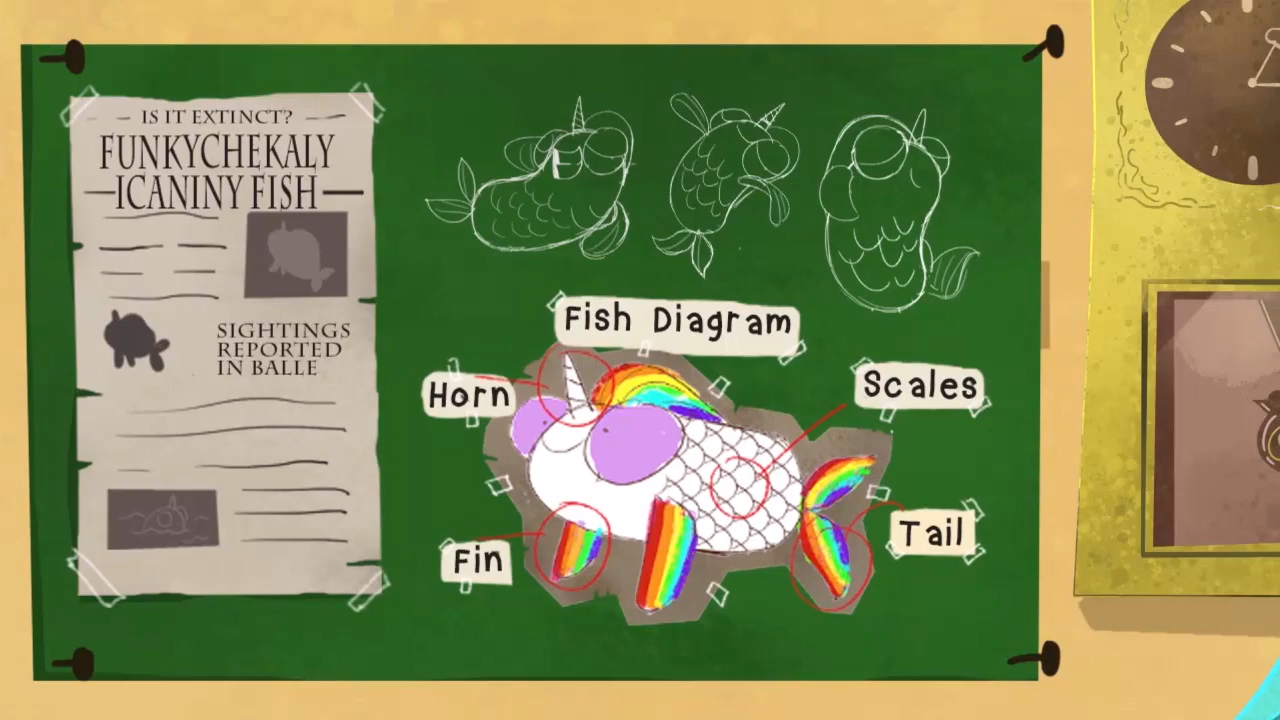 IS IT EXTINCT?
FUNKYCHEKALY
ICANINY FISH
SIGHTINGS
REPORTED
IN BALLE
Fish Diagram
Horn
Scales
Fin
Tail